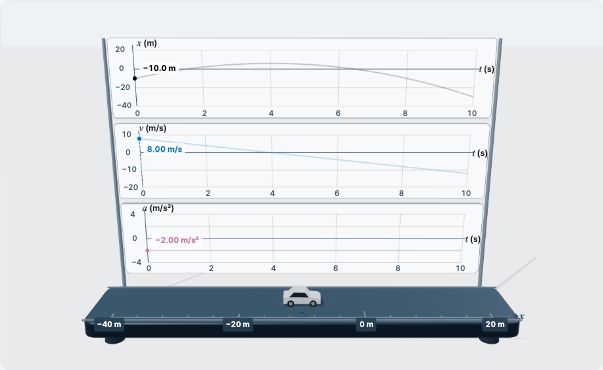 x (m)
20
0
−20
−40
−10.0 m
t (s)
0 2 4 6 8 10
v (m/s)
10
0
−10
−20
8.00 m/s
t (s)
0 2 4 6 8 10
a (m/s²)
4
0
−4
−2.00 m/s²
t (s)
0 2 4 6 8 10
x
−40 m −20 m 0 m 20 m